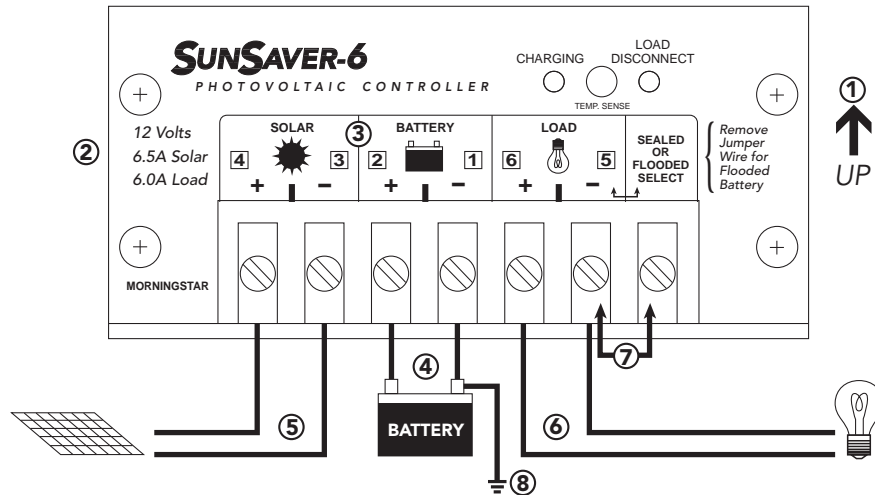 SUNSAVER-6
PHOTOVOLTAIC CONTROLLER
CHARGING
LOAD
DISCONNECT
TEMP. SENSE
1
UP
2
12 Volts
6.5A Solar
6.0A Load
SOLAR
4
3
+ −
3
BATTERY
2
1
+ −
LOAD
6
5
+ −
SEALED
OR
FLOODED
SELECT
Remove
Jumper
Wire for
Flooded
Battery
MORNINGSTAR
4
7
5
BATTERY
6
8